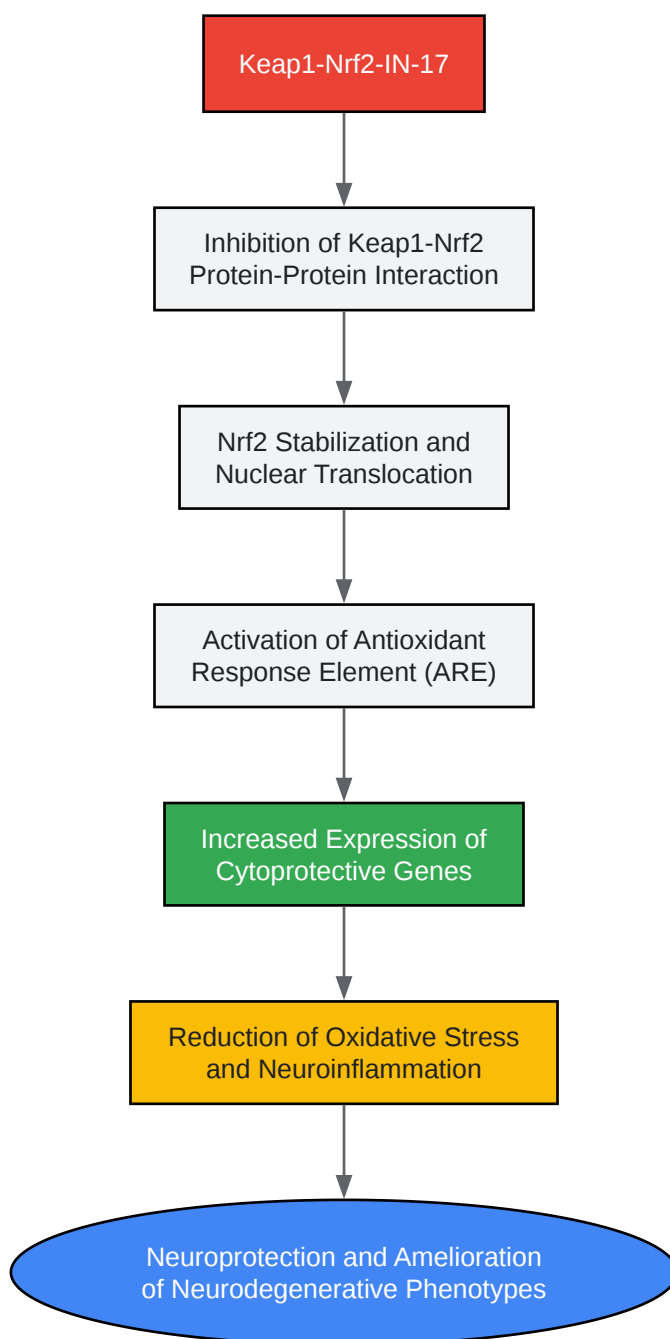 Keap1-Nrf2-IN-17
Inhibition of Keap1-Nrf2
Protein-Protein Interaction
Nrf2 Stabilization and
Nuclear Translocation
Activation of Antioxidant
Response Element (ARE)
Increased Expression of
Cytoprotective Genes
Reduction of Oxidative Stress
and Neuroinflammation
Neuroprotection and Amelioration
of Neurodegenerative Phenotypes